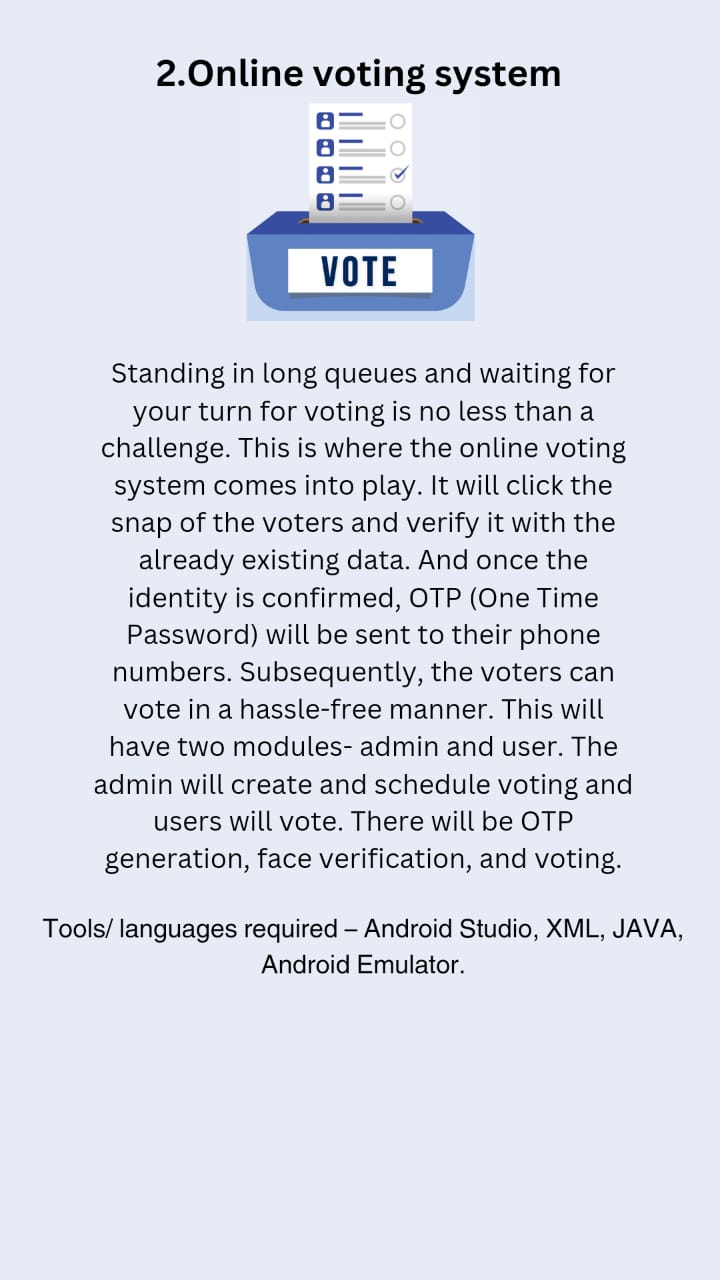 2.Online voting system
VOTE
Standing in long queues and waiting for
your turn for voting is no less than a
challenge. This is where the online voting
system comes into play. It will click the
snap of the voters and verify it with the
already existing data. And once the
identity is confirmed, OTP (One Time
Password) will be sent to their phone
numbers. Subsequently, the voters can
vote in a hassle-free manner. This will
have two modules- admin and user. The
admin will create and schedule voting and
users will vote. There will be OTP
generation, face verification, and voting.
Tools/ languages required – Android Studio, XML, JAVA,
Android Emulator.